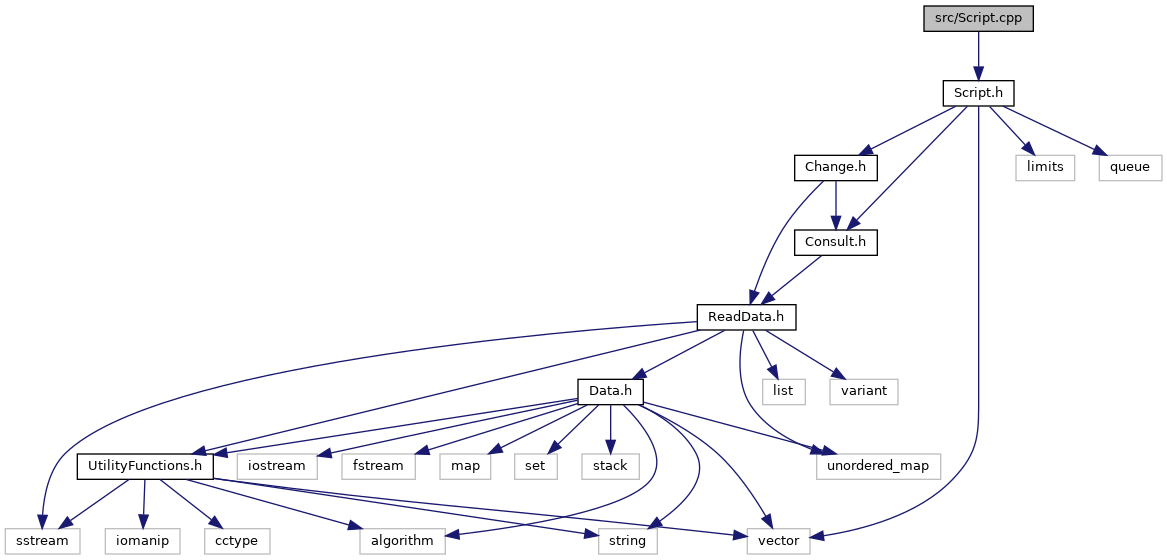 src/Script.cpp
Script.h
Change.h
limits
queue
Consult.h
ReadData.h
Data.h
list
variant
UtilityFunctions.h
iostream
fstream
map
set
stack
unordered_map
sstream
iomanip
cctype
algorithm
string
vector